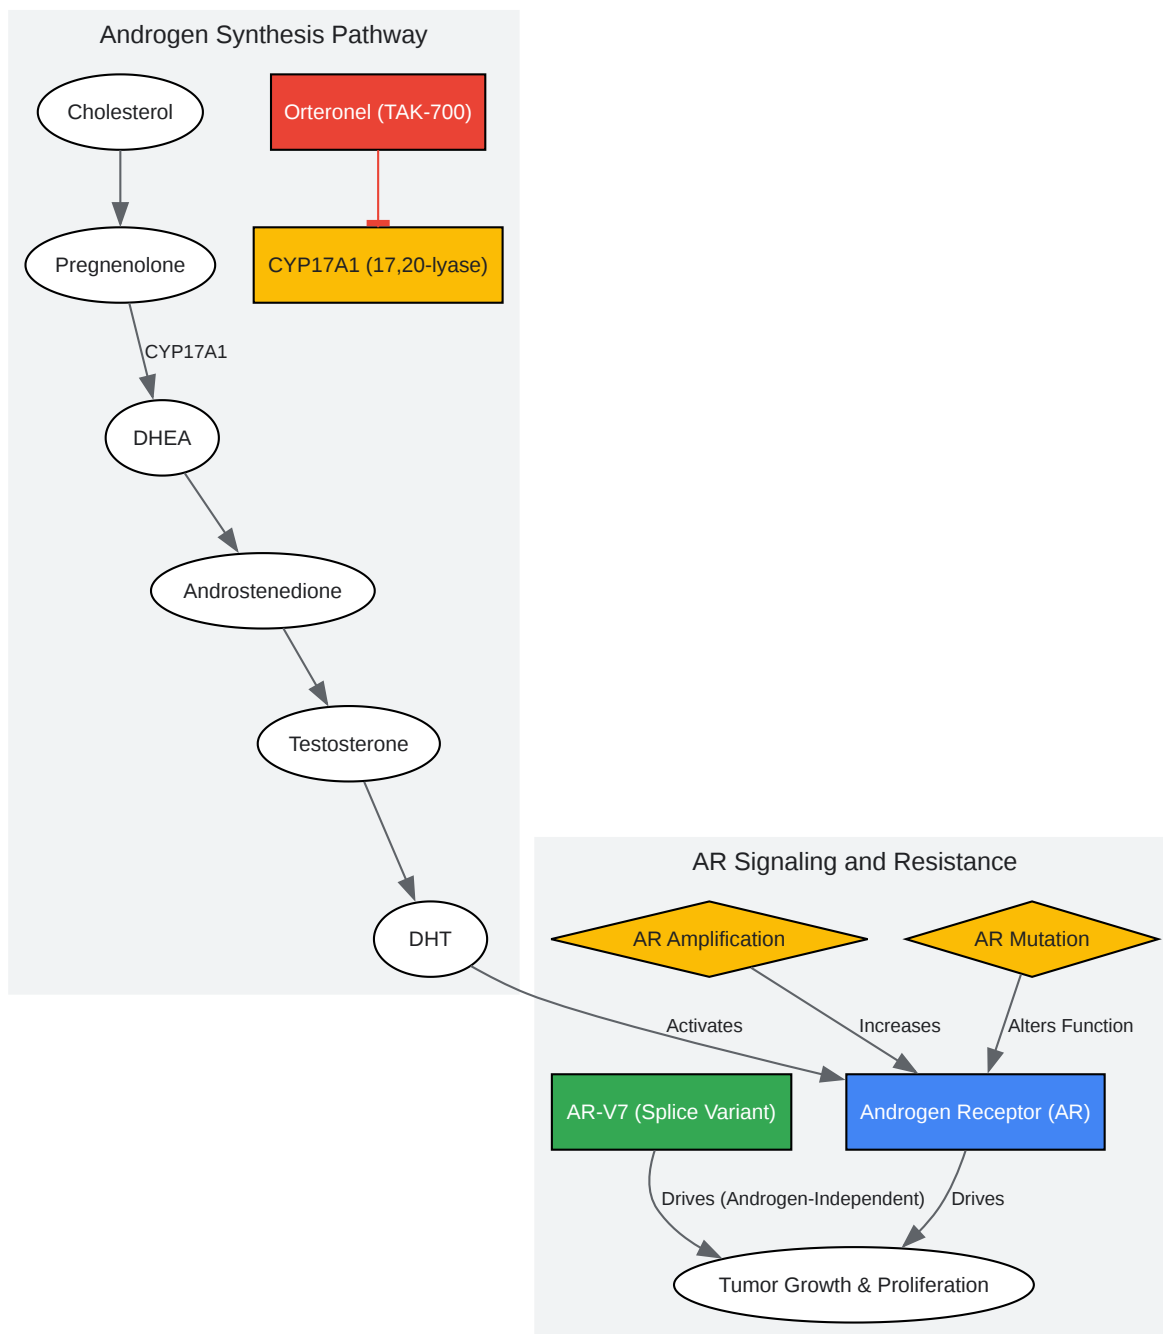 Androgen Synthesis Pathway
Cholesterol
Orteronel (TAK-700)
Pregnenolone
CYP17A1 (17,20-lyase)
CYP17A1
DHEA
Androstenedione
Testosterone
DHT
AR Signaling and Resistance
AR Amplification
AR Mutation
Activates
Increases
Alters Function
AR-V7 (Splice Variant)
Androgen Receptor (AR)
Drives (Androgen-Independent)
Drives
Tumor Growth & Proliferation